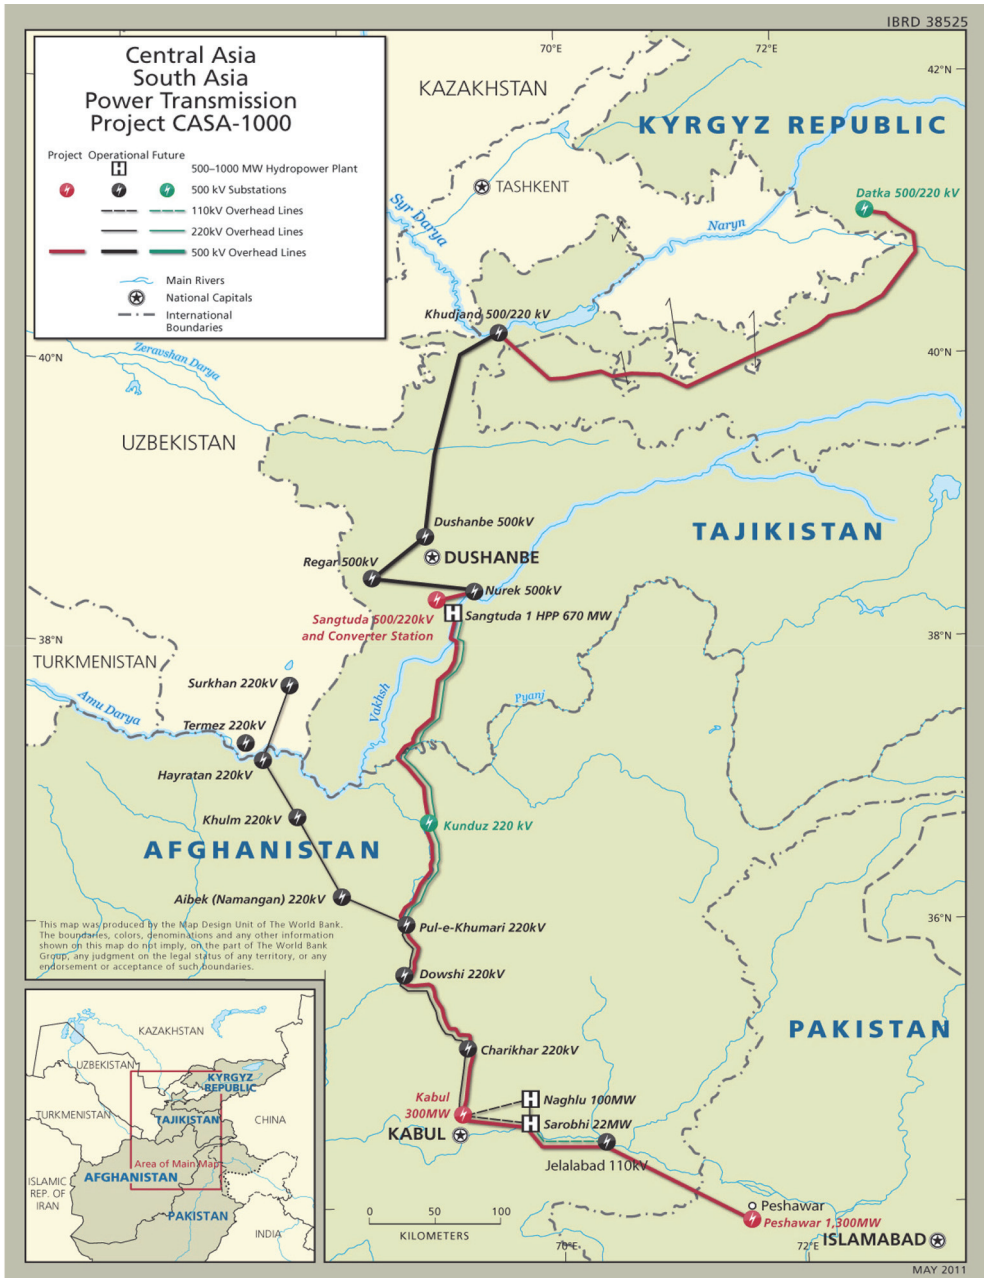 IBRD 38525
Central Asia
South Asia
Power Transmission
Project CASA-1000
Project Operational Future
H 500–1000 MW Hydropower Plant
500 kV Substations
110kV Overhead Lines
220kV Overhead Lines
500 kV Overhead Lines
Main Rivers
National Capitals
International
Boundaries
70°E
72°E
42°N
KAZAKHSTAN
KYRGYZ REPUBLIC
TASHKENT
Datka 500/220 kV
Syr Darya
Naryn
Khudjand 500/220 kV
40°N
40°N
Zeravshan Darya
UZBEKISTAN
Dushanbe 500kV
TAJIKISTAN
DUSHANBE
Regar 500kV
Nurek 500kV
Sangtuda 500/220kV
and Converter Station
H Sangtuda 1 HPP 670 MW
38°N
38°N
TURKMENISTAN
Surkhan 220kV
Vakhsh
Pyanj
Amu Darya
Termez 220kV
Hayratan 220kV
Khulm 220kV
Kunduz 220 kV
AFGHANISTAN
Aibek (Namangan) 220kV
36°N
Pul-e-Khumari 220kV
This map was produced by the Map Design Unit of The World Bank.
The boundaries, colors, denominations and any other information
shown on this map do not imply, on the part of The World Bank
Group, any judgment on the legal status of any territory, or any
endorsement or acceptance of such boundaries.
Dowshi 220kV
PAKISTAN
Charikhar 220kV
Kabul
300MW
H Naghlu 100MW
H Sarobhi 22MW
KABUL
Jelalabad 110kV
Peshawar
Peshawar 1,300MW
ISLAMABAD
0 50 100
KILOMETERS
70°E
72°E
KAZAKHSTAN
UZBEKISTAN
KYRGYZ
REPUBLIC
TURKMENISTAN
TAJIKISTAN
CHINA
Area of Main Map
AFGHANISTAN
ISLAMIC
REP. OF
IRAN
PAKISTAN
INDIA
MAY 2011